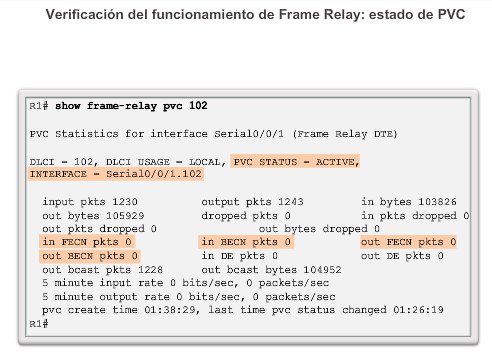 Verificación del funcionamiento de Frame Relay: estado de PVC
R1# show frame-relay pvc 102
PVC Statistics for interface Serial0/0/1 (Frame Relay DTE)
DLCI = 102, DLCI USAGE = LOCAL, PVC STATUS = ACTIVE,
INTERFACE = Serial0/0/1.102
input pkts 1230 output pkts 1243 in bytes 103826
out bytes 105929 dropped pkts 0 in pkts dropped 0
out pkts dropped 0 out bytes dropped 0
in FECN pkts 0 in BECN pkts 0 out FECN pkts 0
out BECN pkts 0 in DE pkts 0 out DE pkts 0
out bcast pkts 1228 out bcast bytes 104952
5 minute input rate 0 bits/sec, 0 packets/sec
5 minute output rate 0 bits/sec, 0 packets/sec
pvc create time 01:38:29, last time pvc status changed 01:26:19
R1#